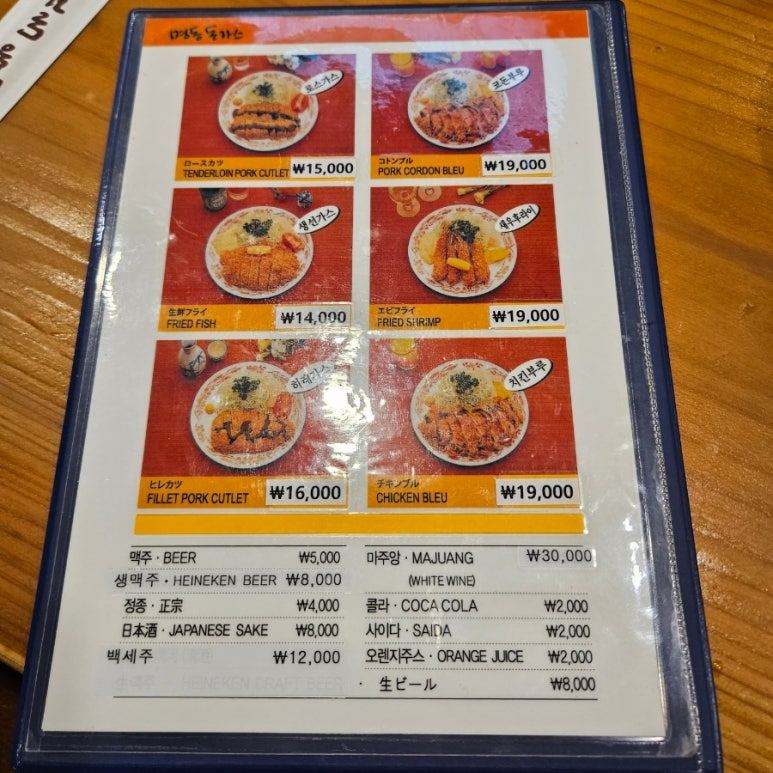 로스가스
ロースカツ
TENDERLOIN PORK CUTLET ₩15,000
코돈부루
コトンブル
PORK CORDON BLEU ₩19,000
생선가스
生鮮フライ
FRIED FISH ₩14,000
새우후라이
エビフライ
FRIED SHRIMP ₩19,000
히레가스
ヒレカツ
FILLET PORK CUTLET ₩16,000
치킨부루
チキンブル
CHICKEN BLEU ₩19,000
맥주 · BEER ₩5,000
생맥주 · HEINEKEN BEER ₩8,000
정종 · 正宗 ₩4,000
日本酒 · JAPANESE SAKE ₩8,000
백세주 ₩12,000
생맥주 · HEINEKEN DRAFT BEER · 生ビール ₩8,000
마주앙 · MAJUANG ₩30,000
(WHITE WINE)
콜라 · COCA COLA ₩2,000
사이다 · SAIDA ₩2,000
오렌지주스 · ORANGE JUICE ₩2,000